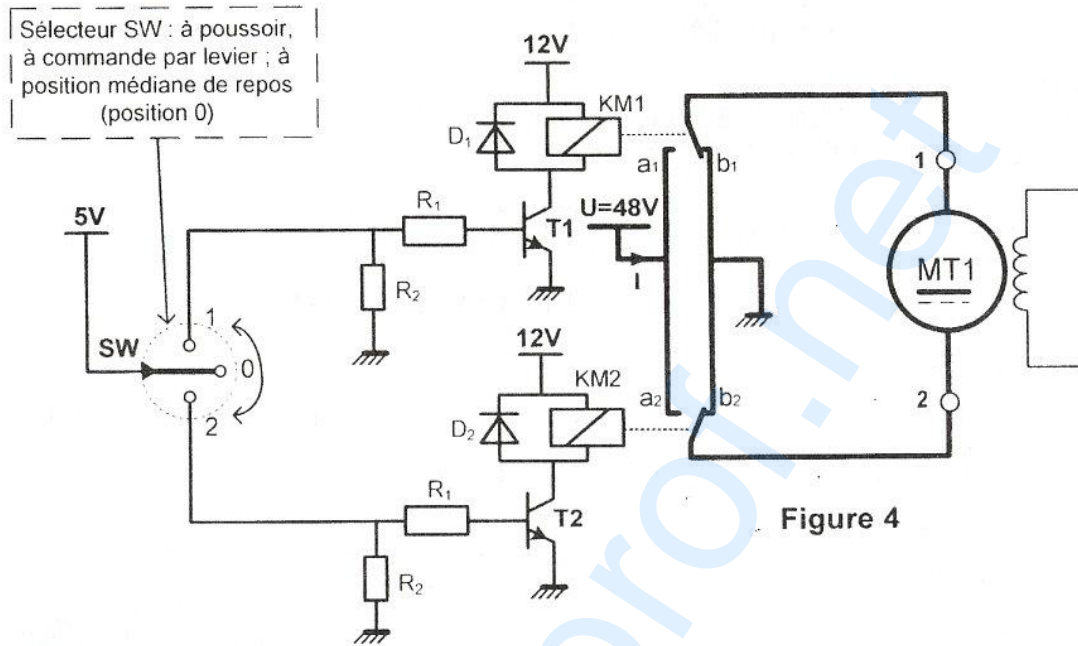 Sélecteur SW : à poussoir,
à commande par levier ; à
position médiane de repos
(position 0)
12V
KM1
D1
a1
b1
1
5V
R1
T1
U=48V
I
MT1
R2
1
SW
0
2
12V
KM2
D2
a2
b2
2
R1
T2
R2
Figure 4
prof.net